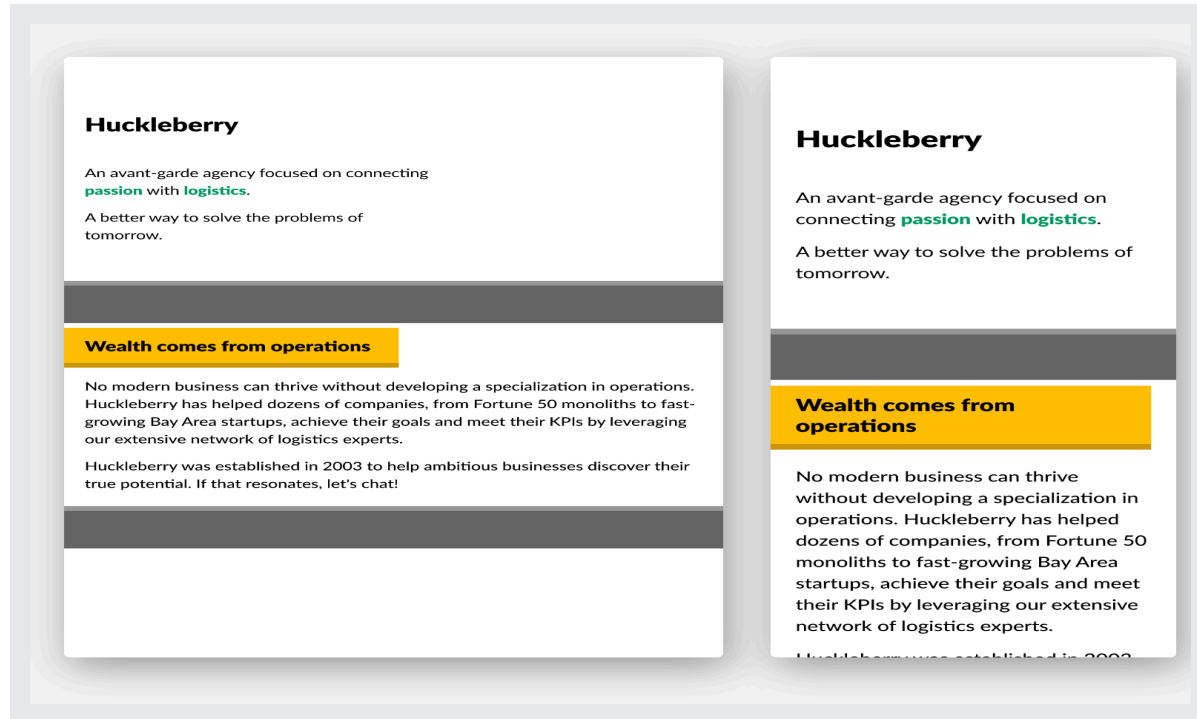 Huckleberry
An avant-garde agency focused on connecting
passion with logistics.
A better way to solve the problems of
tomorrow.
Wealth comes from operations
No modern business can thrive without developing a specialization in operations.
Huckleberry has helped dozens of companies, from Fortune 50 monoliths to fast-
growing Bay Area startups, achieve their goals and meet their KPIs by leveraging
our extensive network of logistics experts.
Huckleberry was established in 2003 to help ambitious businesses discover their
true potential. If that resonates, let's chat!
Huckleberry
An avant-garde agency focused on
connecting passion with logistics.
A better way to solve the problems of
tomorrow.
Wealth comes from
operations
No modern business can thrive
without developing a specialization in
operations. Huckleberry has helped
dozens of companies, from Fortune 50
monoliths to fast-growing Bay Area
startups, achieve their goals and meet
their KPIs by leveraging our extensive
network of logistics experts.
Huckleberry was established in 2003